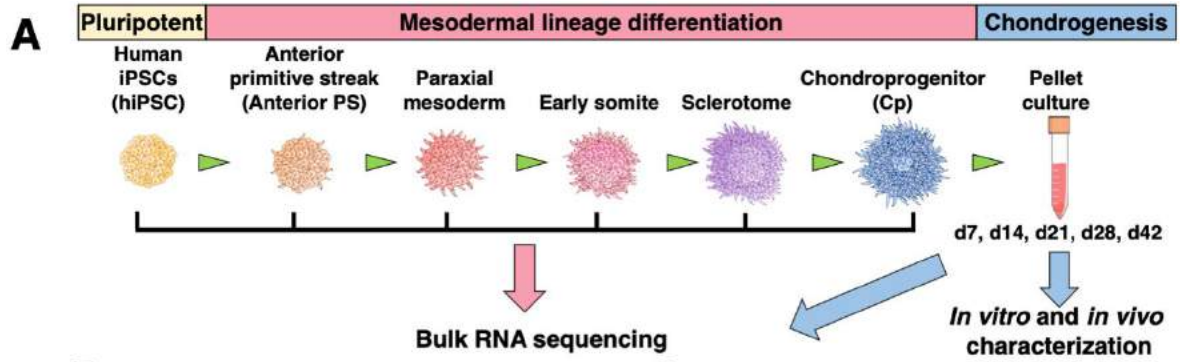 A
Pluripotent
Mesodermal lineage differentiation
Chondrogenesis
Human
iPSCs
(hiPSC)
Anterior
primitive streak
(Anterior PS)
Paraxial
mesoderm
Early somite
Sclerotome
Chondroprogenitor
(Cp)
Pellet
culture
d7, d14, d21, d28, d42
Bulk RNA sequencing
In vitro and in vivo
characterization